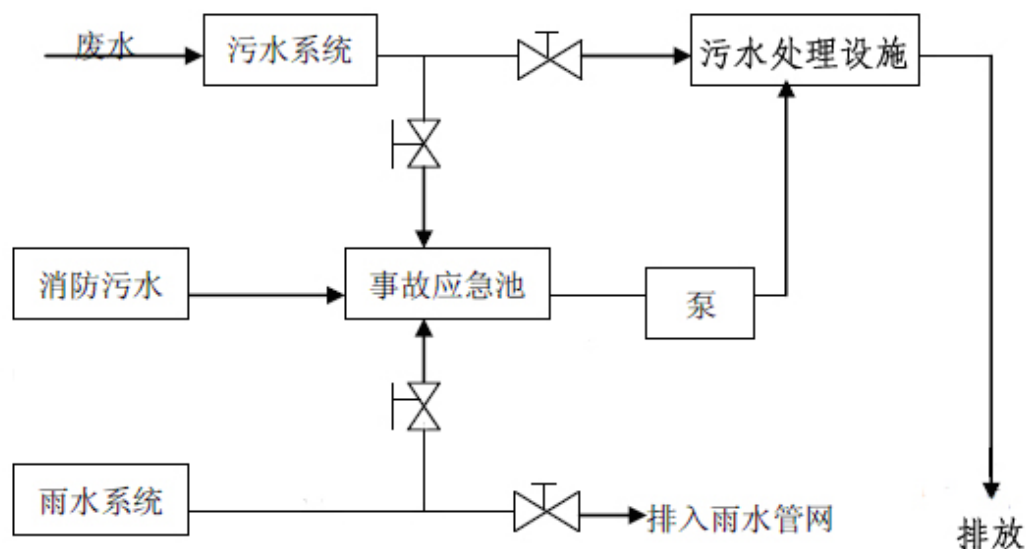 废水
污水系统
污水处理设施
消防污水
事故应急池
泵
雨水系统
排入雨水管网
排放